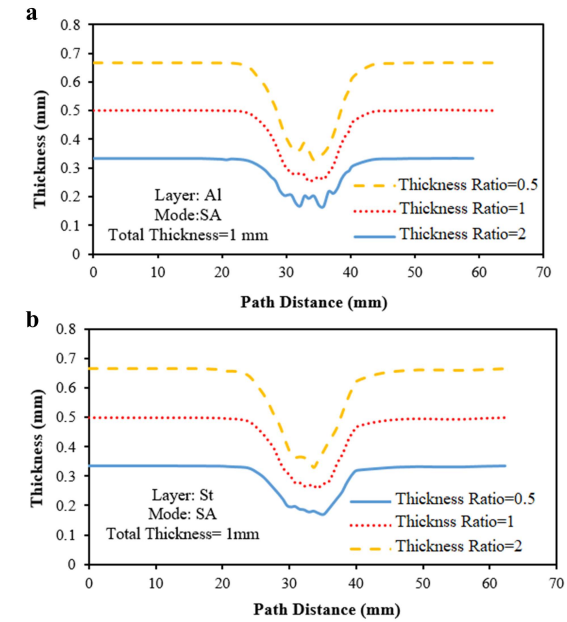 a
0.8
0.7
0.6
0.5
0.4
0.3
0.2
0.1
0
Thickness (mm)
Layer: Al
Mode:SA
Total Thickness=1 mm
Thickness Ratio=0.5
Thickness Ratio=1
Thickness Ratio=2
0 10 20 30 40 50 60 70
Path Distance (mm)
b
0.8
0.7
0.6
0.5
0.4
0.3
0.2
0.1
0
Thickness (mm)
Layer: St
Mode: SA
Total Thickness= 1mm
Thickness Ratio=0.5
Thicknss Ratio=1
Thickness Ratio=2
0 10 20 30 40 50 60 70
Path Distance (mm)